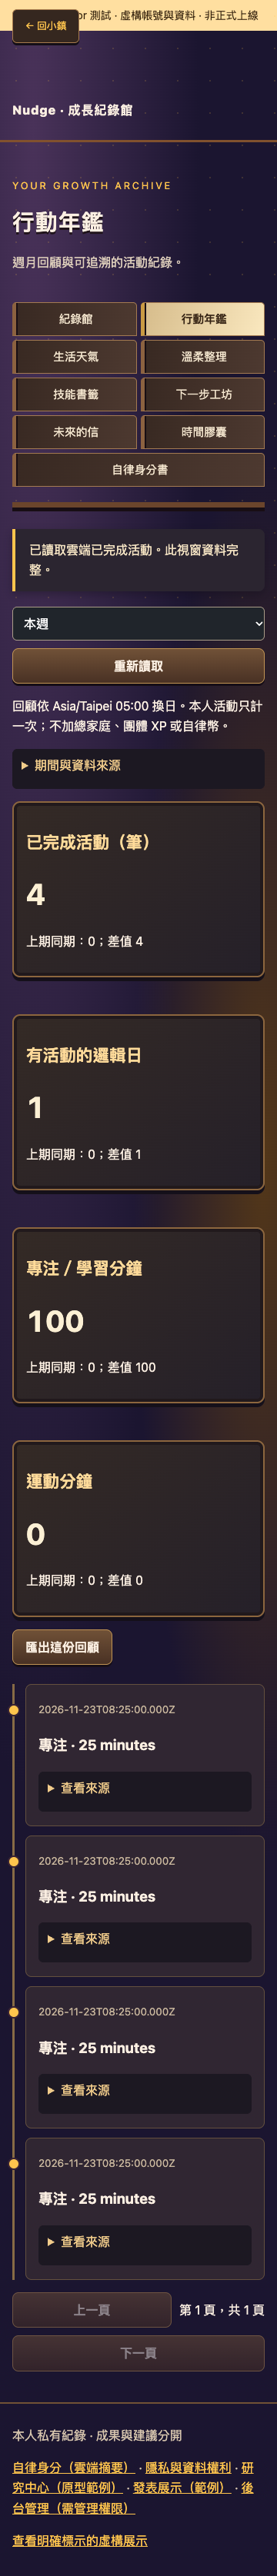 ← 回小鎮
or 測試 · 虛構帳號與資料 · 非正式上線
Nudge · 成長紀錄館
YOUR GROWTH ARCHIVE
行動年鑑
週月回顧與可追溯的活動紀錄。
紀錄館
行動年鑑
生活天氣
溫柔整理
技能書籤
下一步工坊
未來的信
時間膠囊
自律身分書
已讀取雲端已完成活動。此視窗資料完
整。
本週
重新讀取
回顧依 Asia/Taipei 05:00 換日。本人活動只計
一次；不加總家庭、團體 XP 或自律幣。
▶ 期間與資料來源
已完成活動（筆）
4
上期同期：0；差值 4
有活動的邏輯日
1
上期同期：0；差值 1
專注 / 學習分鐘
100
上期同期：0；差值 100
運動分鐘
0
上期同期：0；差值 0
匯出這份回顧
2026-11-23T08:25:00.000Z
專注 · 25 minutes
▶ 查看來源
2026-11-23T08:25:00.000Z
專注 · 25 minutes
▶ 查看來源
2026-11-23T08:25:00.000Z
專注 · 25 minutes
▶ 查看來源
2026-11-23T08:25:00.000Z
專注 · 25 minutes
▶ 查看來源
上一頁
第 1 頁，共 1 頁
下一頁
本人私有紀錄 · 成果與建議分開
自律身分（雲端摘要） · 隱私與資料權利 · 研
究中心（原型範例） · 發表展示（範例） · 後
台管理（需管理權限）
查看明確標示的虛構展示